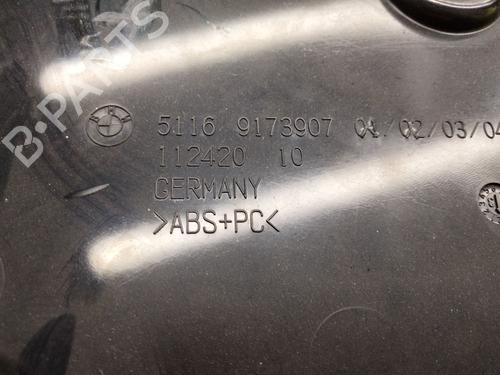 B-PARTS
5116 9173907 01/02/03/04
112420 10
GERMANY
>ABS+PC<